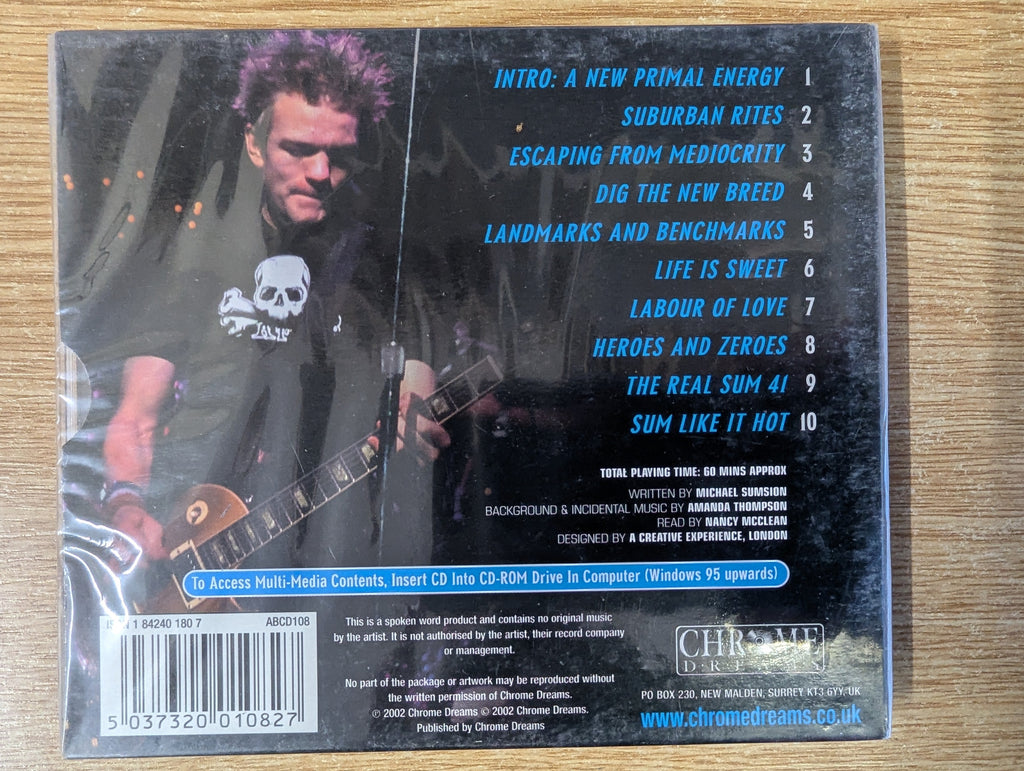 INTRO: A NEW PRIMAL ENERGY 1
SUBURBAN RITES 2
ESCAPING FROM MEDIOCRITY 3
DIG THE NEW BREED 4
LANDMARKS AND BENCHMARKS 5
LIFE IS SWEET 6
LABOUR OF LOVE 7
HEROES AND ZEROES 8
THE REAL SUM 41 9
SUM LIKE IT HOT 10
TOTAL PLAYING TIME: 60 MINS APPROX
WRITTEN BY MICHAEL SUMSION
BACKGROUND & INCIDENTAL MUSIC BY AMANDA THOMPSON
READ BY NANCY MCCLEAN
DESIGNED BY A CREATIVE EXPERIENCE, LONDON
To Access Multi-Media Contents, Insert CD Into CD-ROM Drive In Computer (Windows 95 upwards)
ISBN 1 84240 180 7 ABCD108
5 037320 010827
This is a spoken word product and contains no original music
by the artist. It is not authorised by the artist, their record company
or management.
No part of the package or artwork may be reproduced without
the written permission of Chrome Dreams.
℗ 2002 Chrome Dreams © 2002 Chrome Dreams.
Published by Chrome Dreams
CHROME
DREAMS
PO BOX 230, NEW MALDEN, SURREY KT3 6YY, UK
www.chromedreams.co.uk